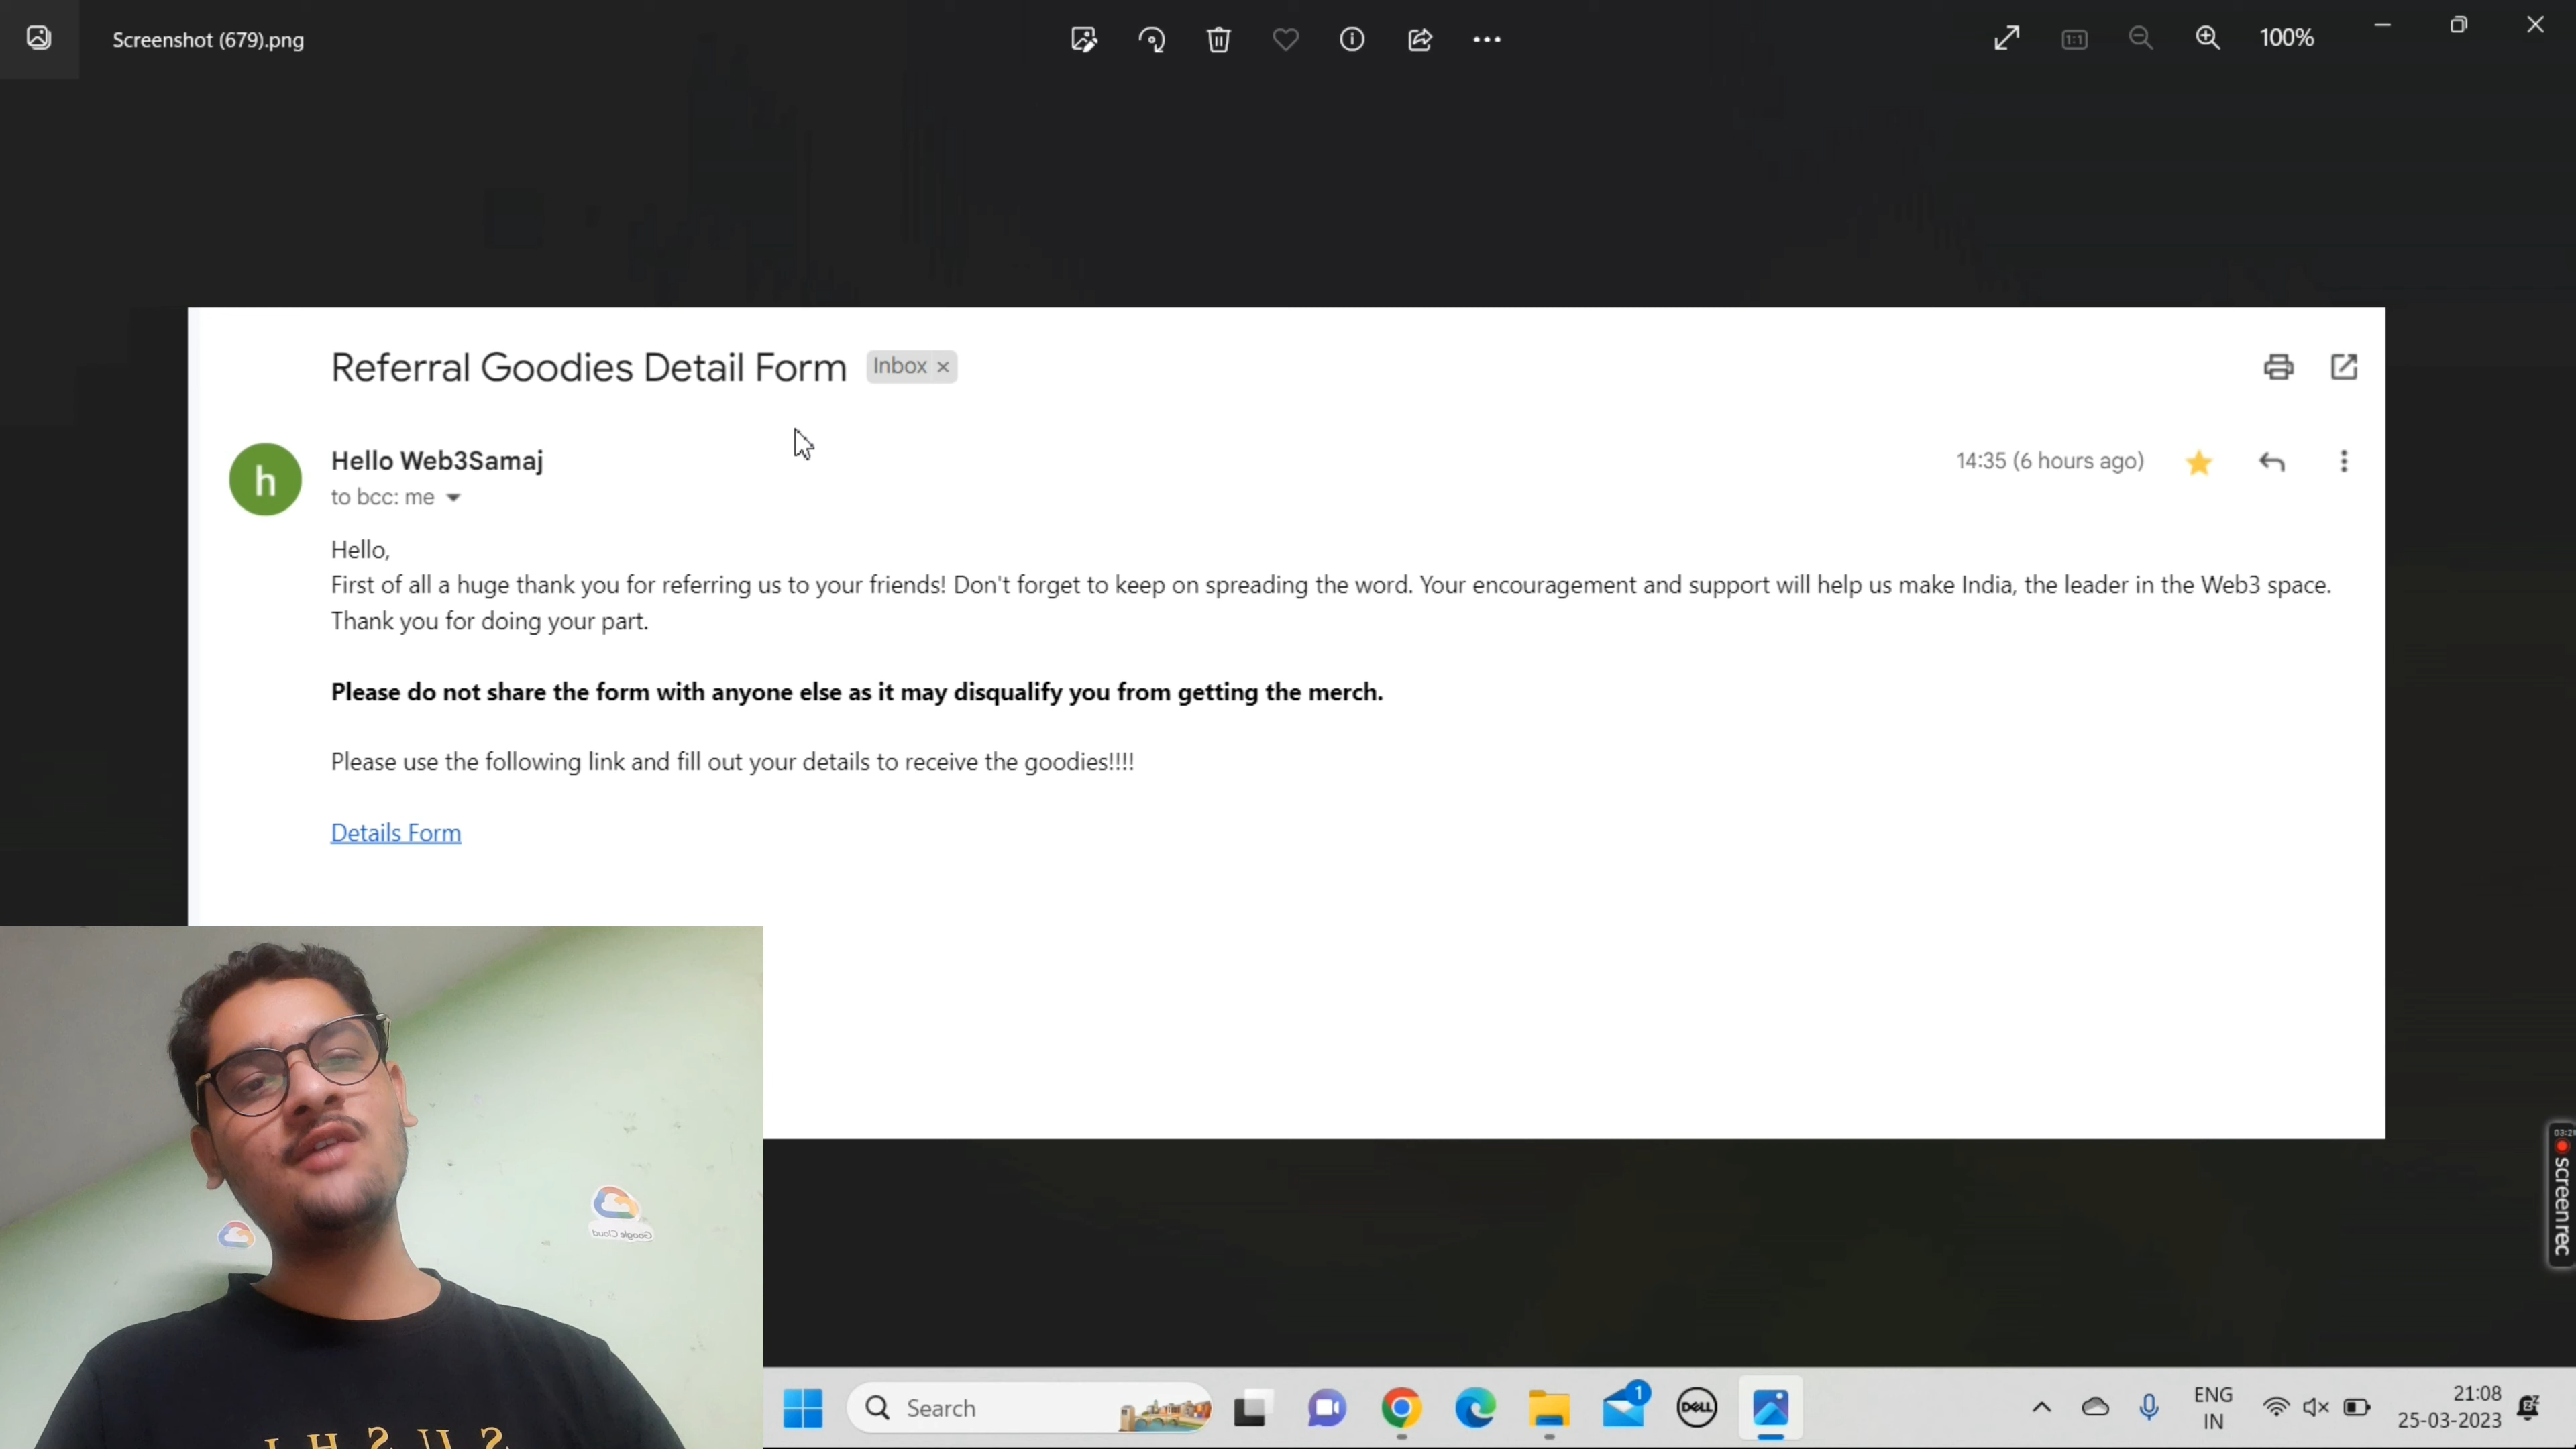 Screenshot (679).png
100%
Referral Goodies Detail Form Inbox ×
h
Hello Web3Samaj
14:35 (6 hours ago)
to bcc: me
Hello,
First of all a huge thank you for referring us to your friends! Don't forget to keep on spreading the word. Your encouragement and support will help us make India, the leader in the Web3 space.
Thank you for doing your part.
Please do not share the form with anyone else as it may disqualify you from getting the merch.
Please use the following link and fill out your details to receive the goodies!!!!
Details Form
Google Cloud
screenrec
Search
1
DELL
ENG
IN
21:08
25-03-2023